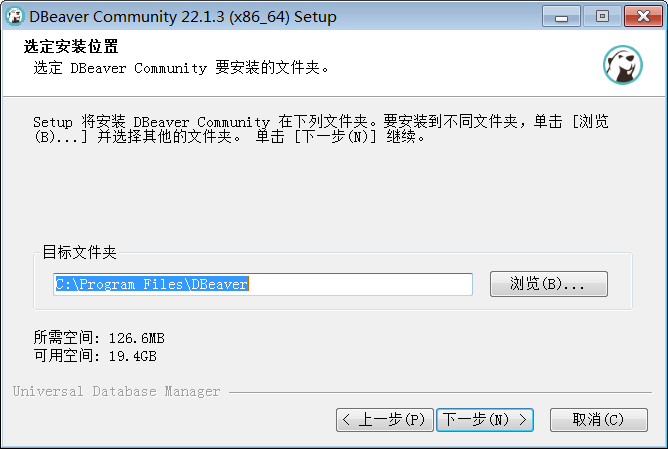 DBeaver Community 22.1.3 (x86_64) Setup
选定安装位置
选定 DBeaver Community 要安装的文件夹。
Setup 将安装 DBeaver Community 在下列文件夹。要安装到不同文件夹，单击 [浏览
(B)...] 并选择其他的文件夹。 单击 [下一步(N)] 继续。
目标文件夹
C:\Program Files\DBeaver
浏览(B)...
所需空间: 126.6MB
可用空间: 19.4GB
Universal Database Manager
< 上一步(P) 下一步(N) > 取消(C)